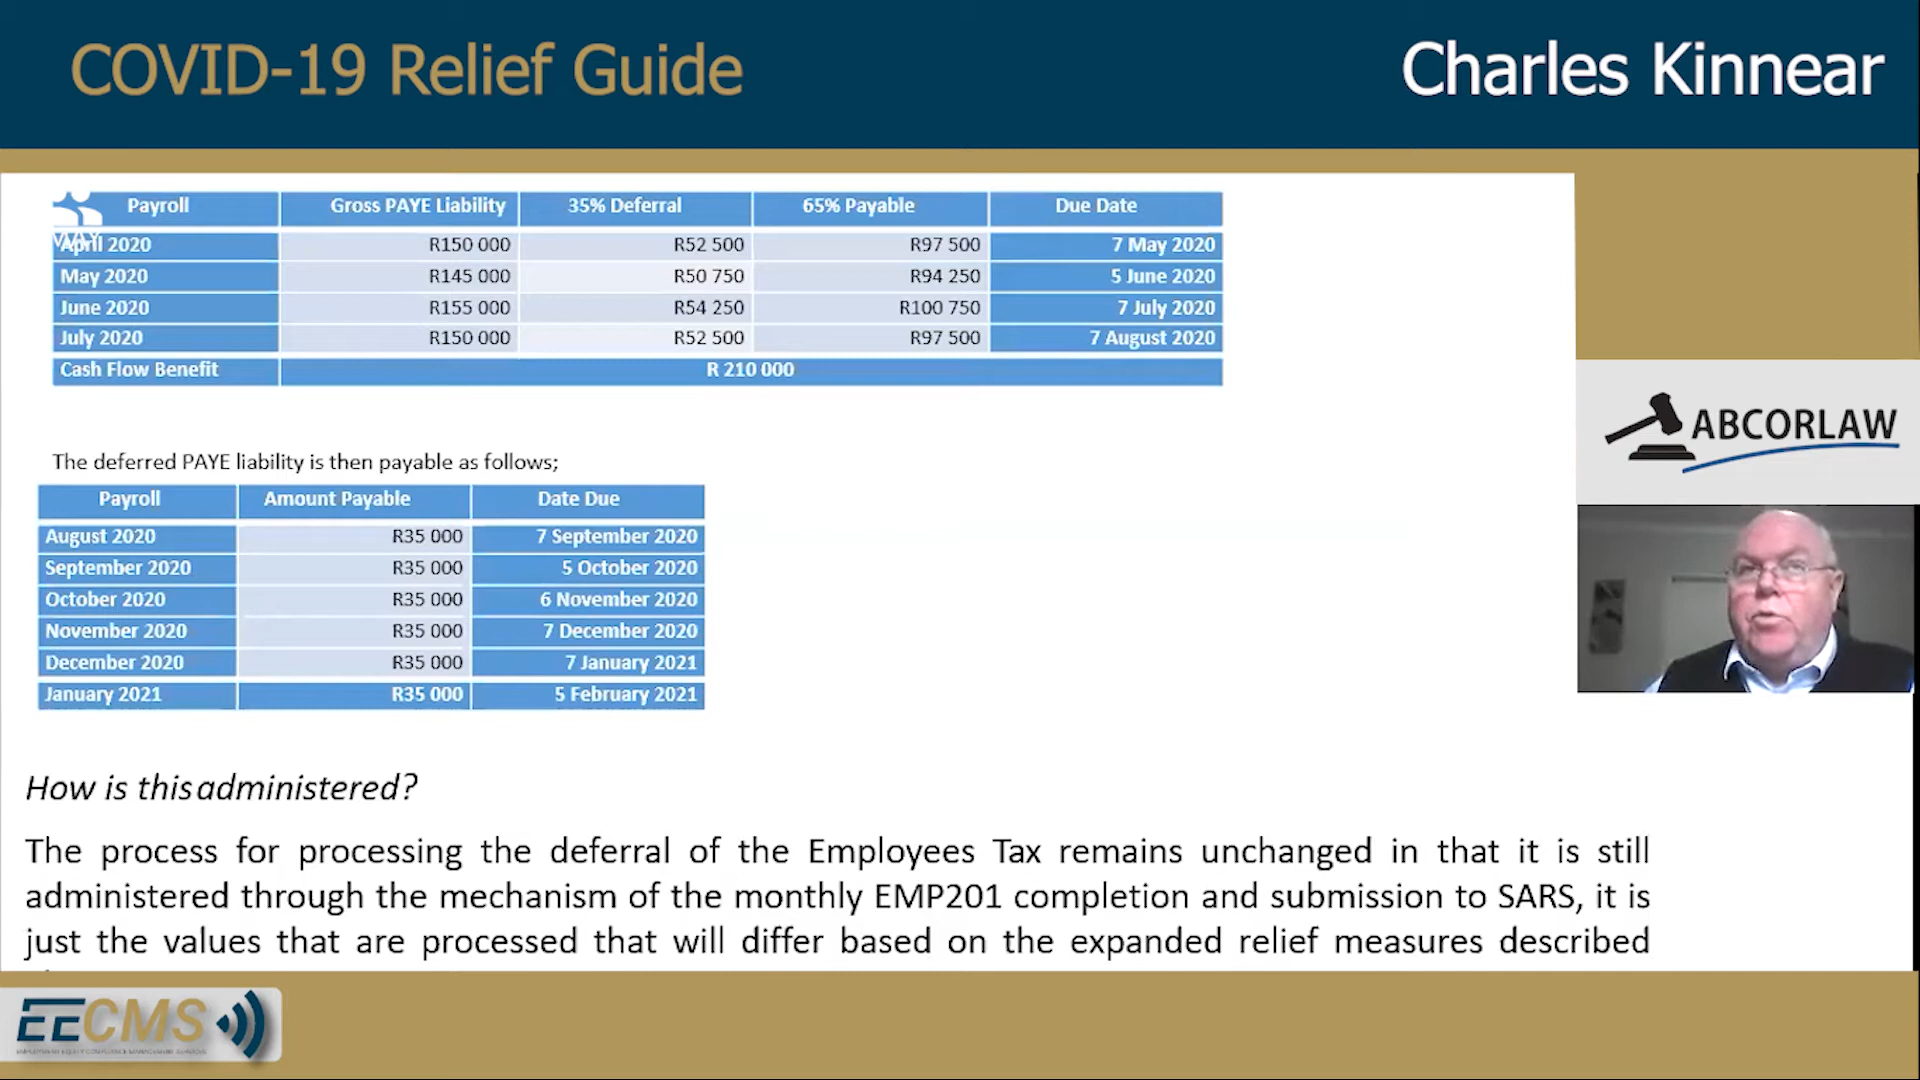 COVID-19 Relief Guide
Charles Kinnear
Payroll Gross PAYE Liability 35% Deferral 65% Payable Due Date
MAY
April 2020 R150 000 R52 500 R97 500 7 May 2020
May 2020 R145 000 R50 750 R94 250 5 June 2020
June 2020 R155 000 R54 250 R100 750 7 July 2020
July 2020 R150 000 R52 500 R97 500 7 August 2020
Cash Flow Benefit R 210 000
ABCORLAW
The deferred PAYE liability is then payable as follows;
Payroll Amount Payable Date Due
August 2020 R35 000 7 September 2020
September 2020 R35 000 5 October 2020
October 2020 R35 000 6 November 2020
November 2020 R35 000 7 December 2020
December 2020 R35 000 7 January 2021
January 2021 R35 000 5 February 2021
How is this administered?
The process for processing the deferral of the Employees Tax remains unchanged in that it is still
administered through the mechanism of the monthly EMP201 completion and submission to SARS, it is
just the values that are processed that will differ based on the expanded relief measures described
EECMS